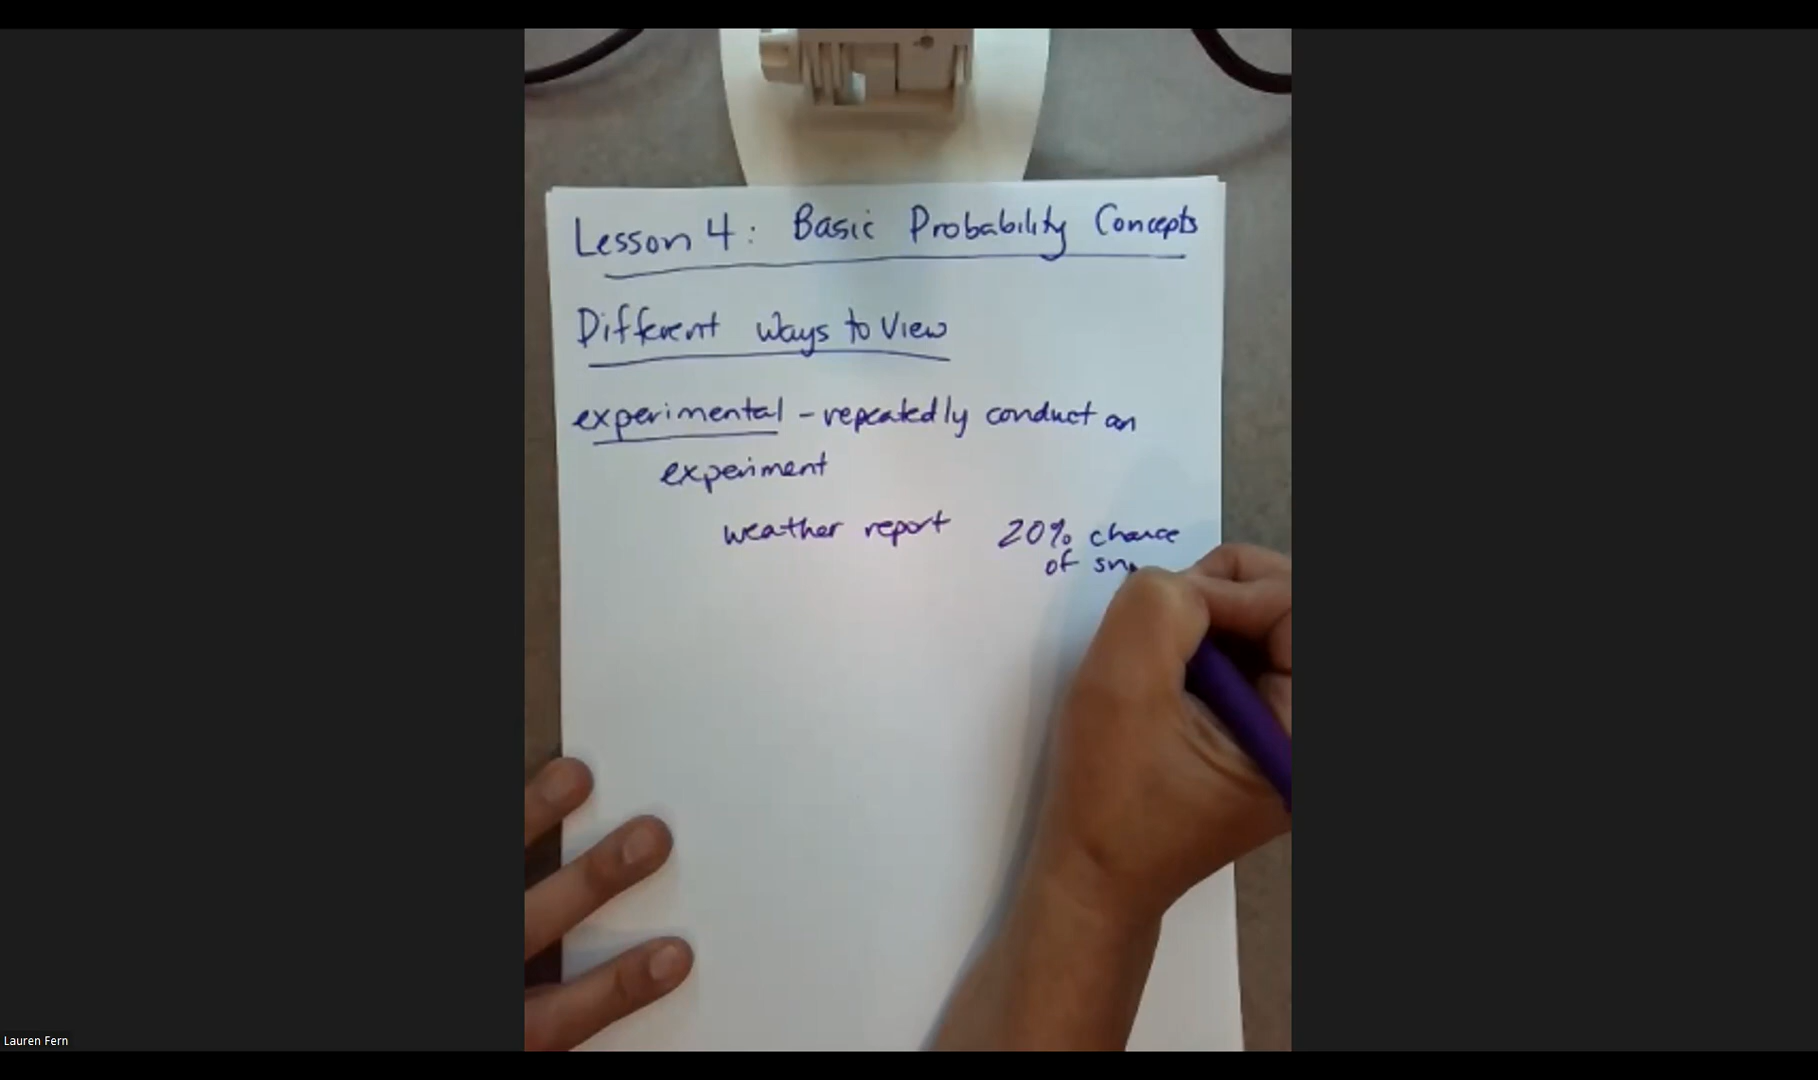 Lesson 4: Basic Probability Concepts
Different Ways to View
experimental - repeatedly conduct an
experiment
weather report 20% chance
of sn
Lauren Fern